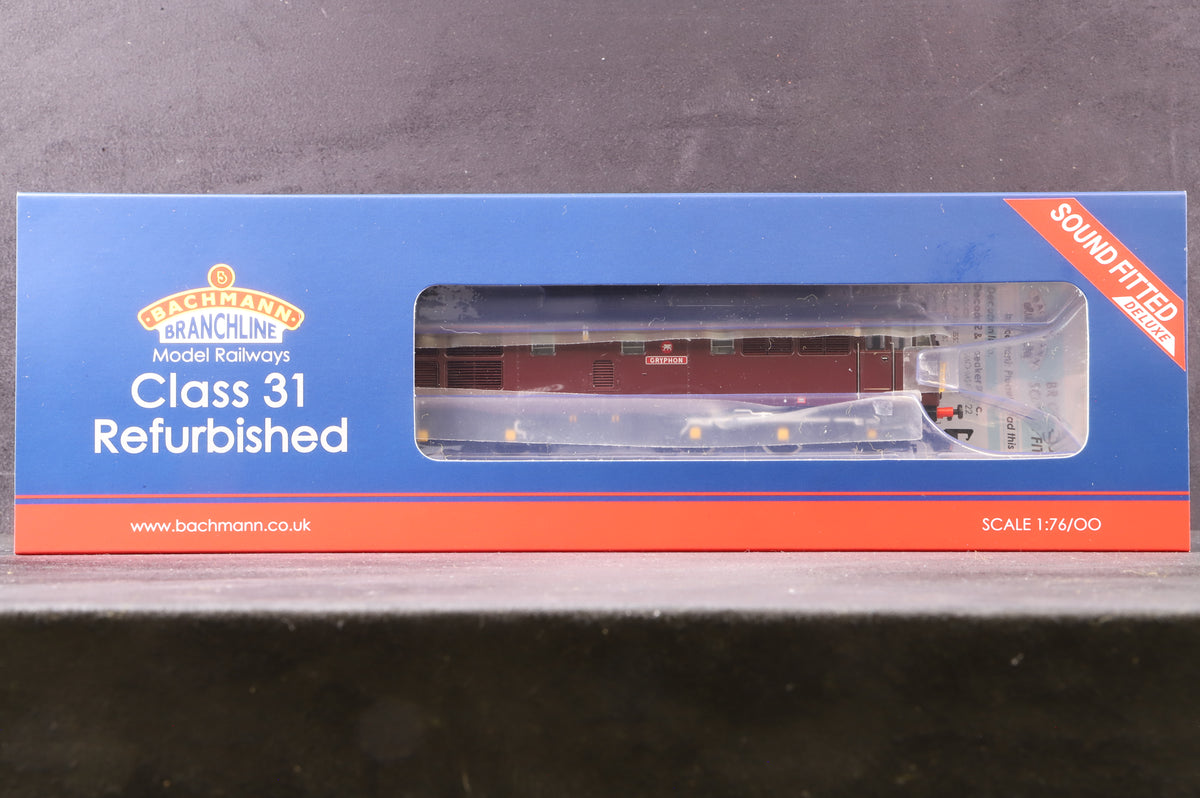 SOUND FITTED
DELUXE
B
BACHMANN
BRANCHLINE
Model Railways
Class 31
Refurbished
GRYPHON
www.bachmann.co.uk
SCALE 1:76/OO